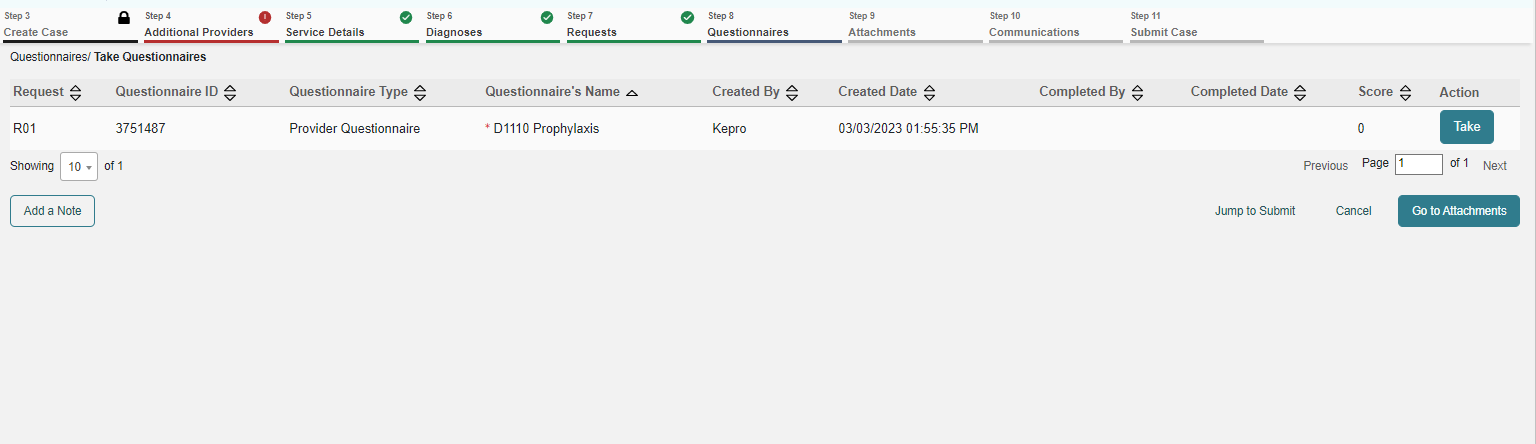 Step 3 Step 4 Step 5 Step 6 Step 7 Step 8 Step 9 Step 10 Step 11
Create Case Additional Providers Service Details Diagnoses Requests Questionnaires Attachments Communications Submit Case
Questionnaires/ Take Questionnaires
Request Questionnaire ID Questionnaire Type Questionnaire's Name Created By Created Date Completed By Completed Date Score Action
R01 3751487 Provider Questionnaire * D1110 Prophylaxis Kepro 03/03/2023 01:55:35 PM 0 Take
Showing 10 of 1 Previous Page 1 of 1 Next
Add a Note Jump to Submit Cancel Go to Attachments